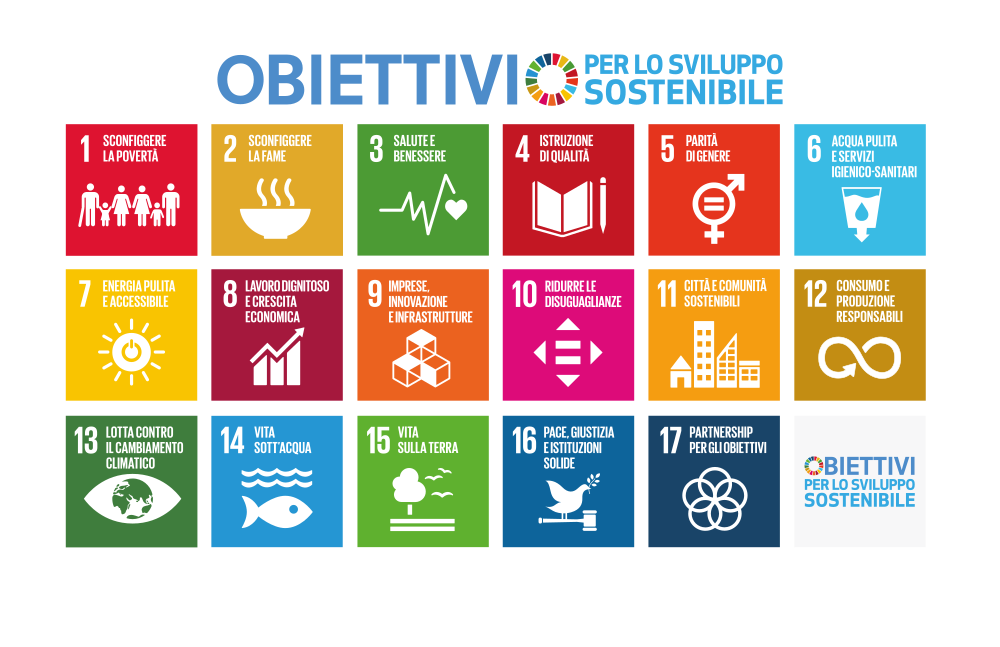 OBIETTIVI PER LO SVILUPPO
SOSTENIBILE
1 SCONFIGGERE
LA POVERTÀ
2 SCONFIGGERE
LA FAME
3 SALUTE E
BENESSERE
4 ISTRUZIONE
DI QUALITÀ
5 PARITÀ
DI GENERE
6 ACQUA PULITA
E SERVIZI
IGIENICO-SANITARI
7 ENERGIA PULITA
E ACCESSIBILE
8 LAVORO DIGNITOSO
E CRESCITA
ECONOMICA
9 IMPRESE,
INNOVAZIONE
E INFRASTRUTTURE
10 RIDURRE LE
DISUGUAGLIANZE
11 CITTÀ E COMUNITÀ
SOSTENIBILI
12 CONSUMO E
PRODUZIONE
RESPONSABILI
13 LOTTA CONTRO
IL CAMBIAMENTO
CLIMATICO
14 VITA
SOTT'ACQUA
15 VITA
SULLA TERRA
16 PACE, GIUSTIZIA
E ISTITUZIONI
SOLIDE
17 PARTNERSHIP
PER GLI OBIETTIVI
OBIETTIVI
PER LO SVILUPPO
SOSTENIBILE